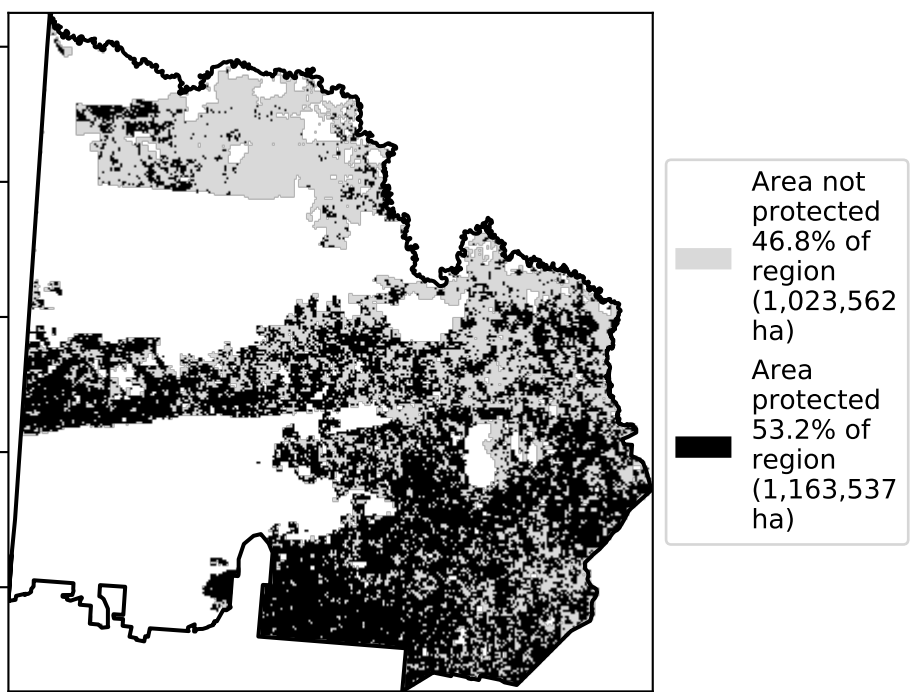 Area not
protected
46.8% of
region
(1,023,562
ha)
Area
protected
53.2% of
region
(1,163,537
ha)